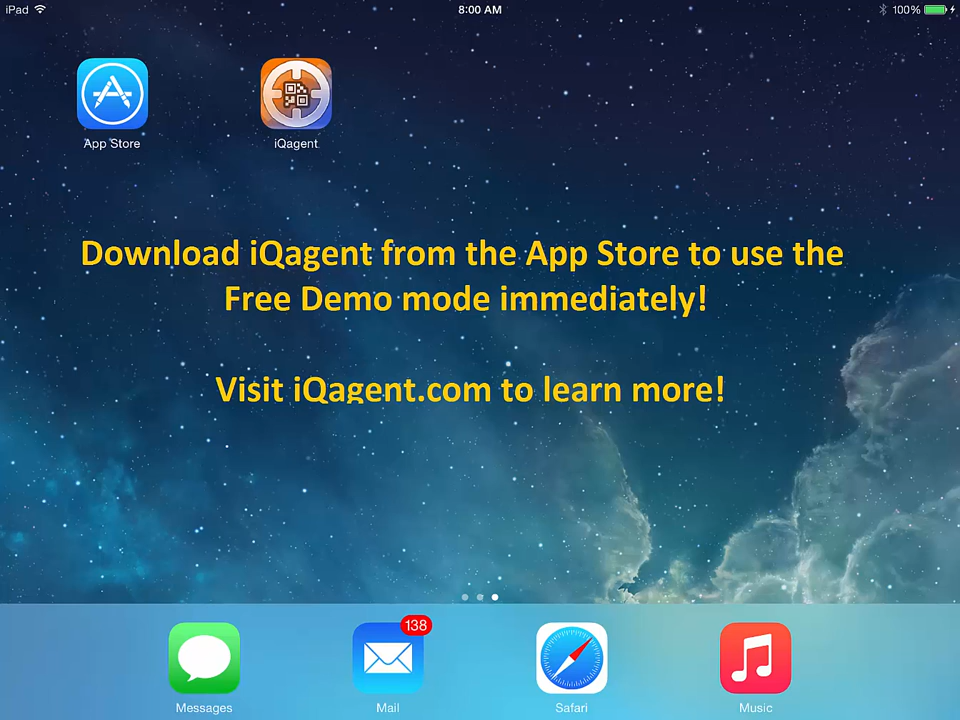 iPad 8:00 AM 100%
App Store iQagent
Download iQagent from the App Store to use the
Free Demo mode immediately!
Visit iQagent.com to learn more!
138
Messages Mail Safari Music